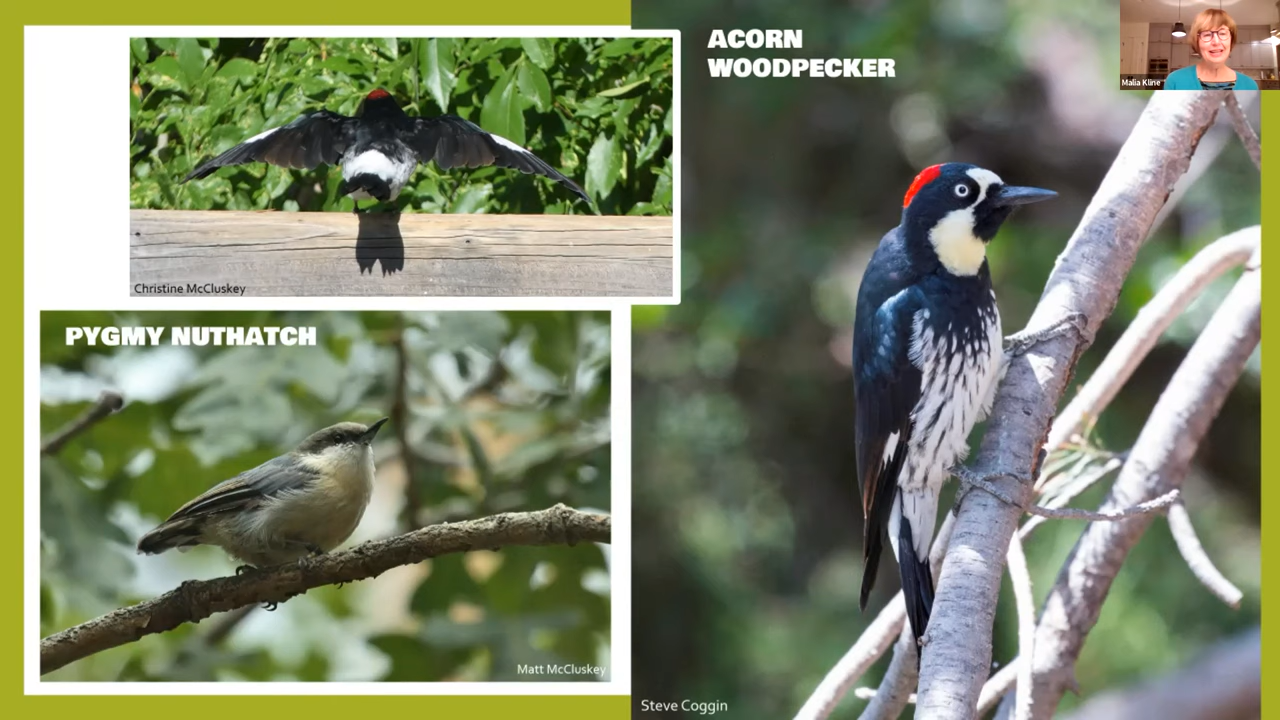 ACORN
WOODPECKER
Malia Kline
Christine McCluskey
PYGMY NUTHATCH
Matt McCluskey
Steve Coggin